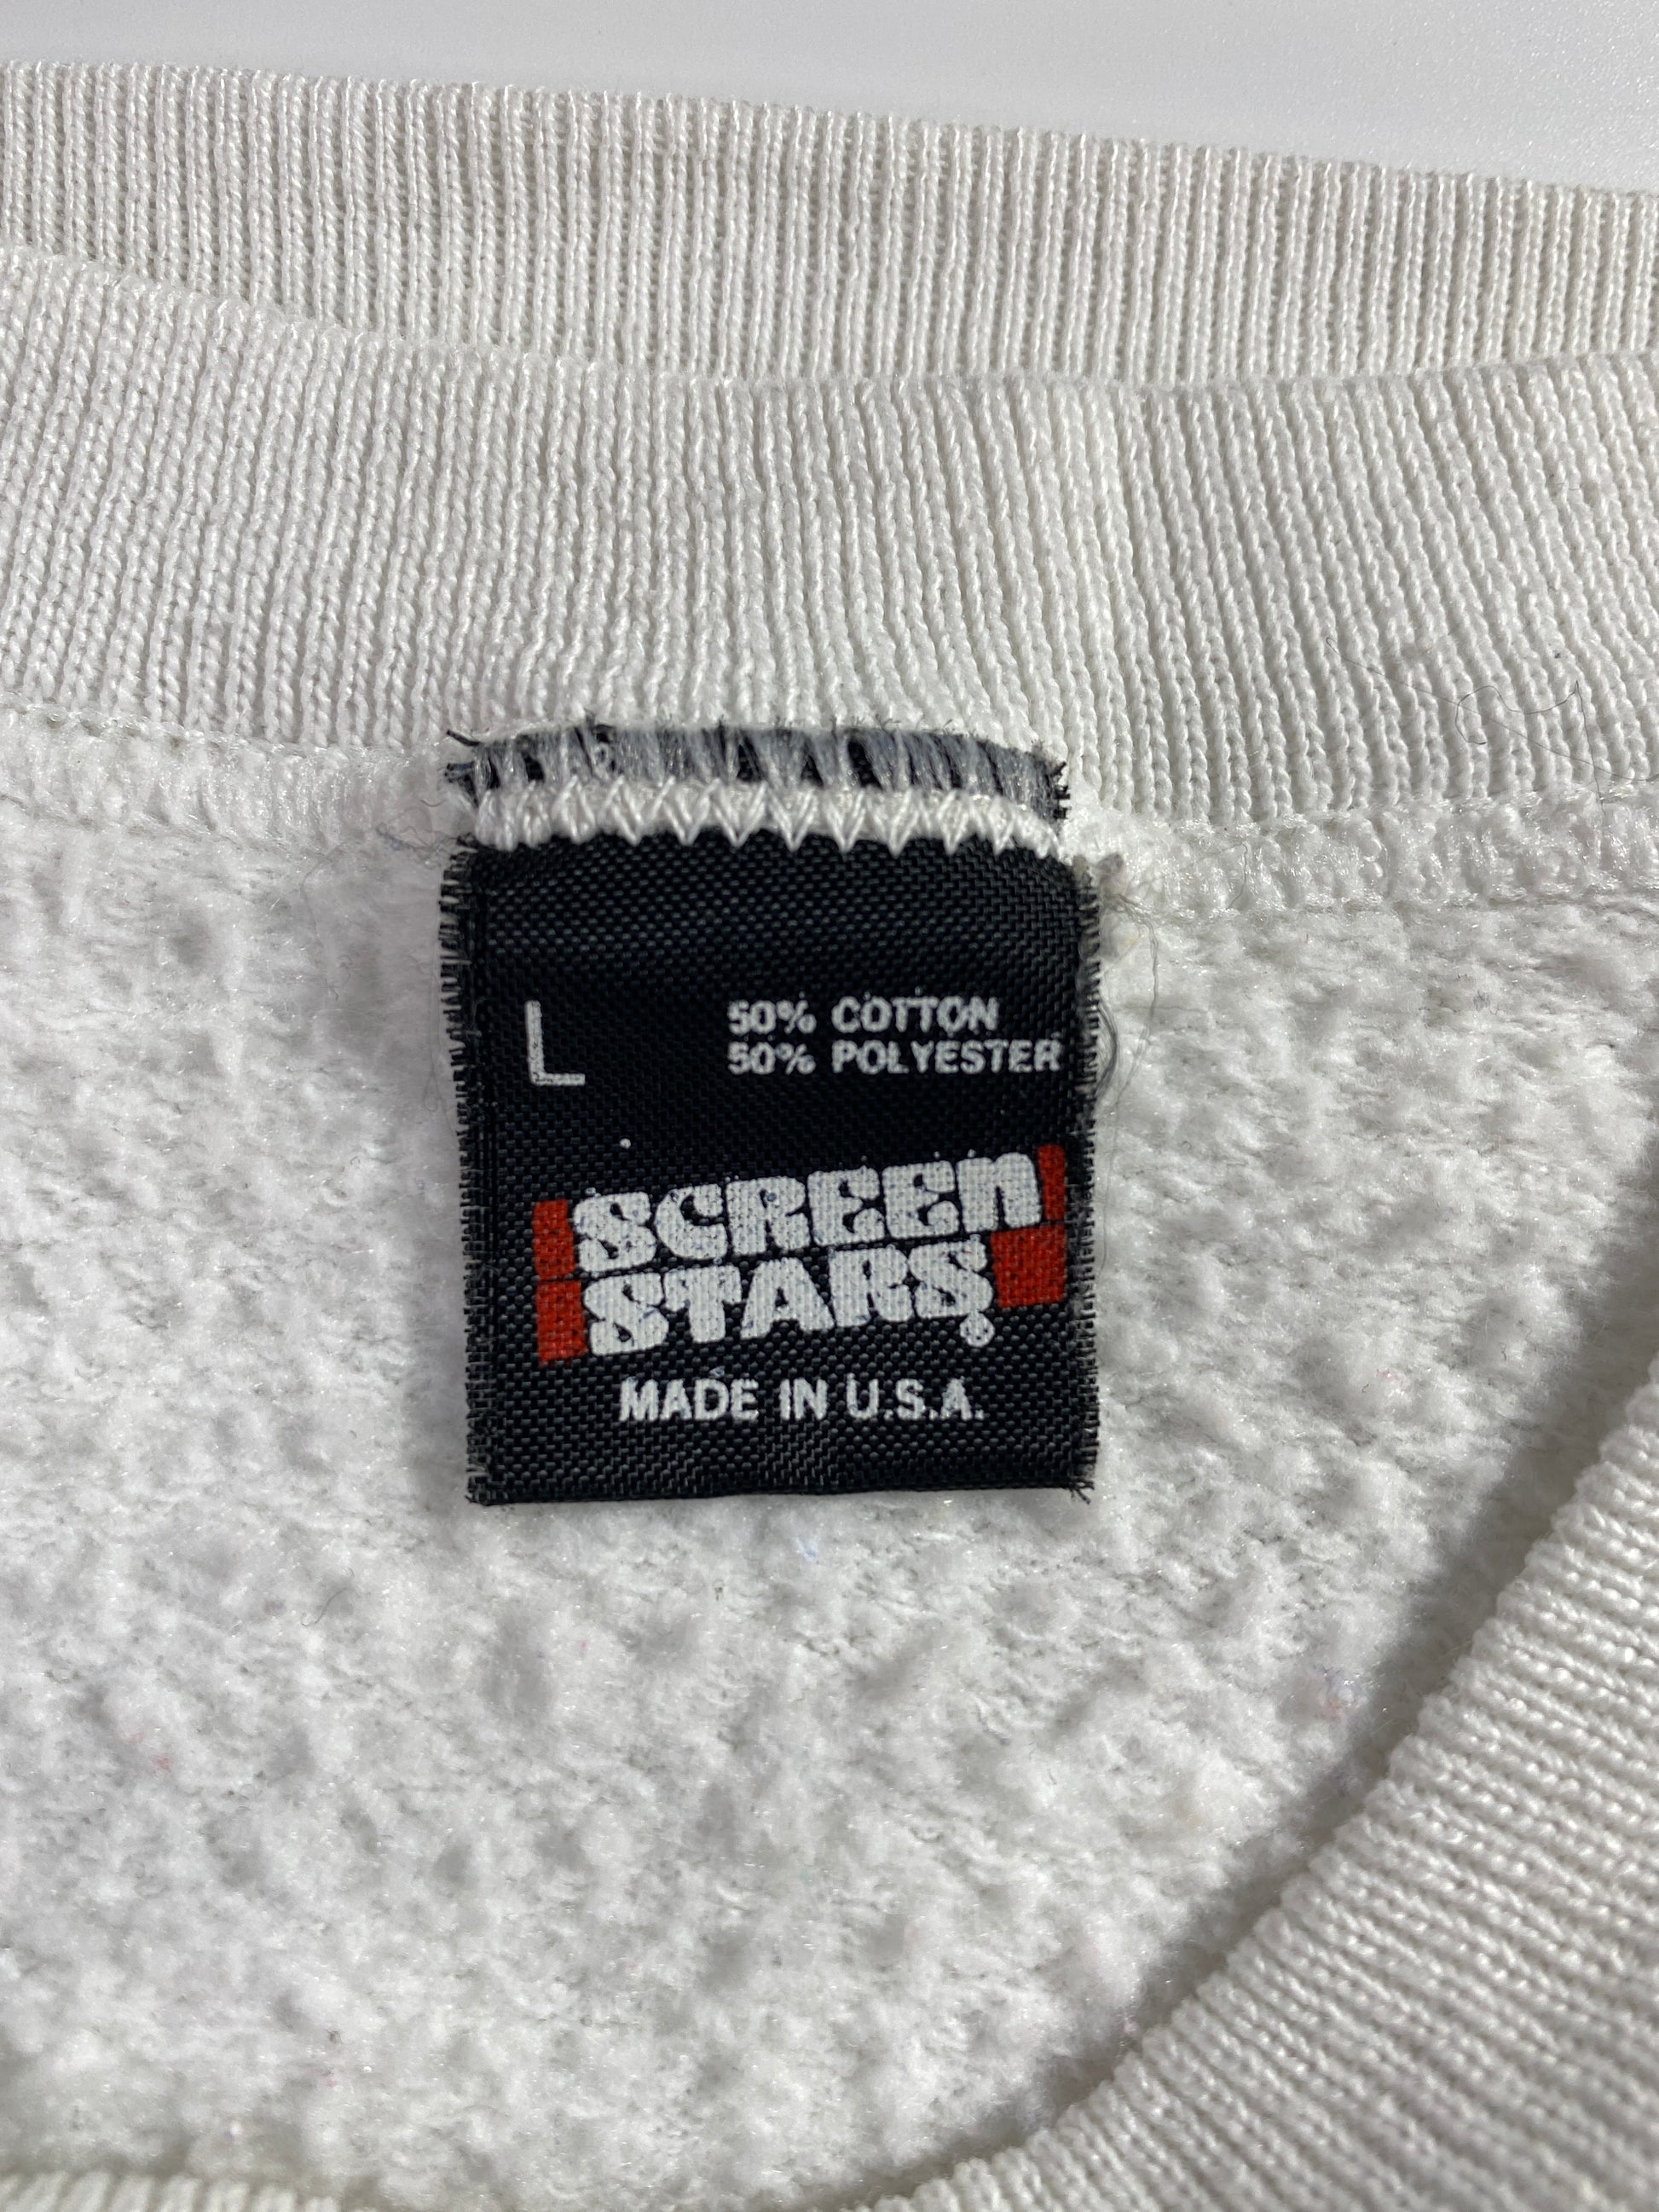 L
50% COTTON
50% POLYESTER
SCREEN
STARS®
MADE IN U.S.A.